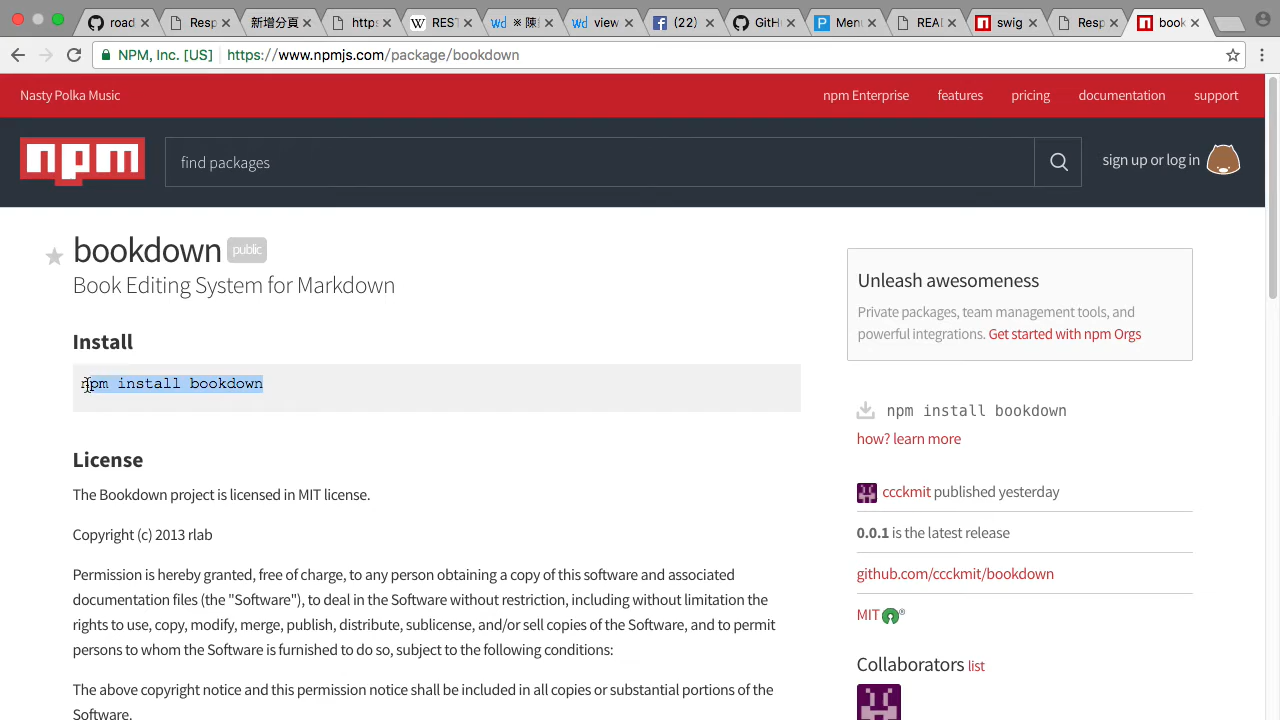 road
Resp
新增分頁
https
REST
※ 陳
view
(22)
GitH
Menu
READ
swig
Resp
book
NPM, Inc. [US] https://www.npmjs.com/package/bookdown
Nasty Polka Music npm Enterprise features pricing documentation support
npm find packages sign up or log in
bookdown public
Book Editing System for Markdown
Install
npm install bookdown
License
The Bookdown project is licensed in MIT license.
Copyright (c) 2013 rlab
Permission is hereby granted, free of charge, to any person obtaining a copy of this software and associated
documentation files (the "Software"), to deal in the Software without restriction, including without limitation the
rights to use, copy, modify, merge, publish, distribute, sublicense, and/or sell copies of the Software, and to permit
persons to whom the Software is furnished to do so, subject to the following conditions:
The above copyright notice and this permission notice shall be included in all copies or substantial portions of the
Software.
Unleash awesomeness
Private packages, team management tools, and
powerful integrations. Get started with npm Orgs
npm install bookdown
how? learn more
ccckmit published yesterday
0.0.1 is the latest release
github.com/ccckmit/bookdown
MIT
Collaborators list